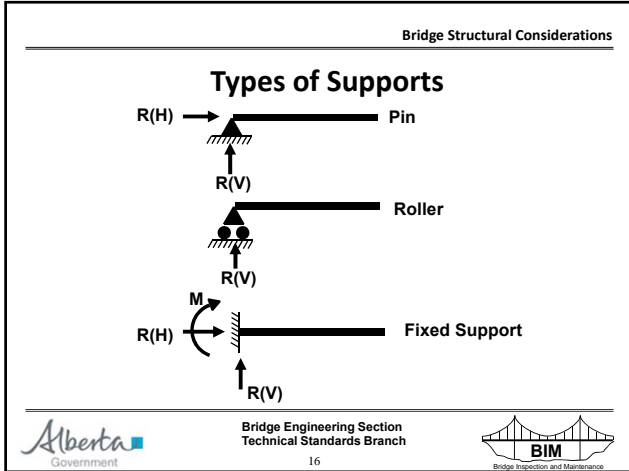 Bridge Structural Considerations
Types of Supports
R(H)
Pin
R(V)
Roller
R(V)
M
R(H)
Fixed Support
R(V)
Alberta
Government
Bridge Engineering Section
Technical Standards Branch
16
BIM
Bridge Inspection and Maintenance